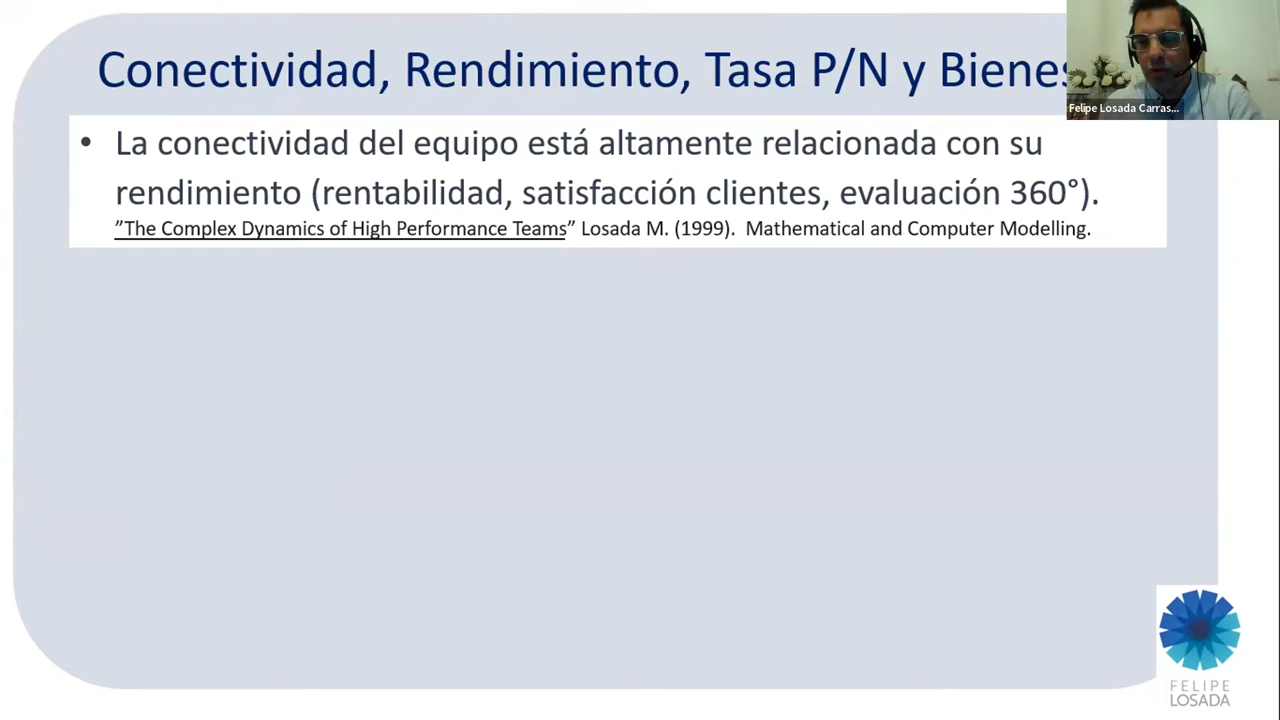 Conectividad, Rendimiento, Tasa P/N y Bienes
Felipe Losada Carras...
• La conectividad del equipo está altamente relacionada con su
rendimiento (rentabilidad, satisfacción clientes, evaluación 360°).
”The Complex Dynamics of High Performance Teams” Losada M. (1999). Mathematical and Computer Modelling.
FELIPE
LOSADA